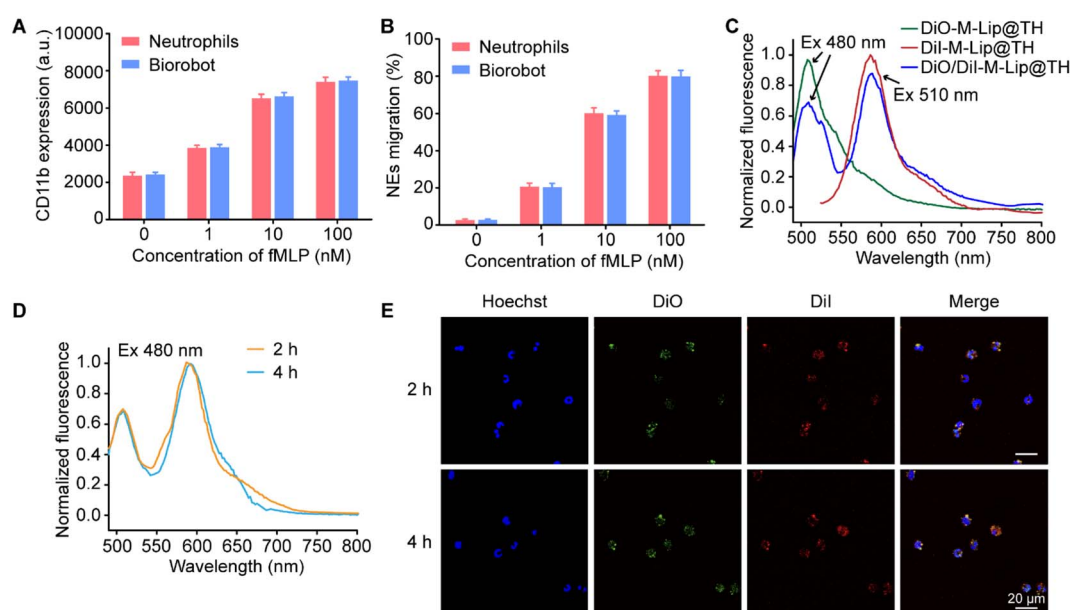 A
CD11b expression (a.u.)
12000
10000
8000
6000
4000
2000
0
Neutrophils
Biorobot
0 1 10 100
Concentration of fMLP (nM)
B
NEs migration (%)
100
80
60
40
20
0
Neutrophils
Biorobot
0 1 10 100
Concentration of fMLP (nM)
C
Normalized fluorescence
1.0
0.8
0.6
0.4
0.2
0.0
DiO-M-Lip@TH
DiI-M-Lip@TH
DiO/DiI-M-Lip@TH
Ex 480 nm
Ex 510 nm
500 550 600 650 700 750 800
Wavelength (nm)
D
Normalized fluorescence
1.0
0.8
0.6
0.4
0.2
0.0
Ex 480 nm
2 h
4 h
500 550 600 650 700 750 800
Wavelength (nm)
E
Hoechst DiO DiI Merge
2 h
4 h
20 µm